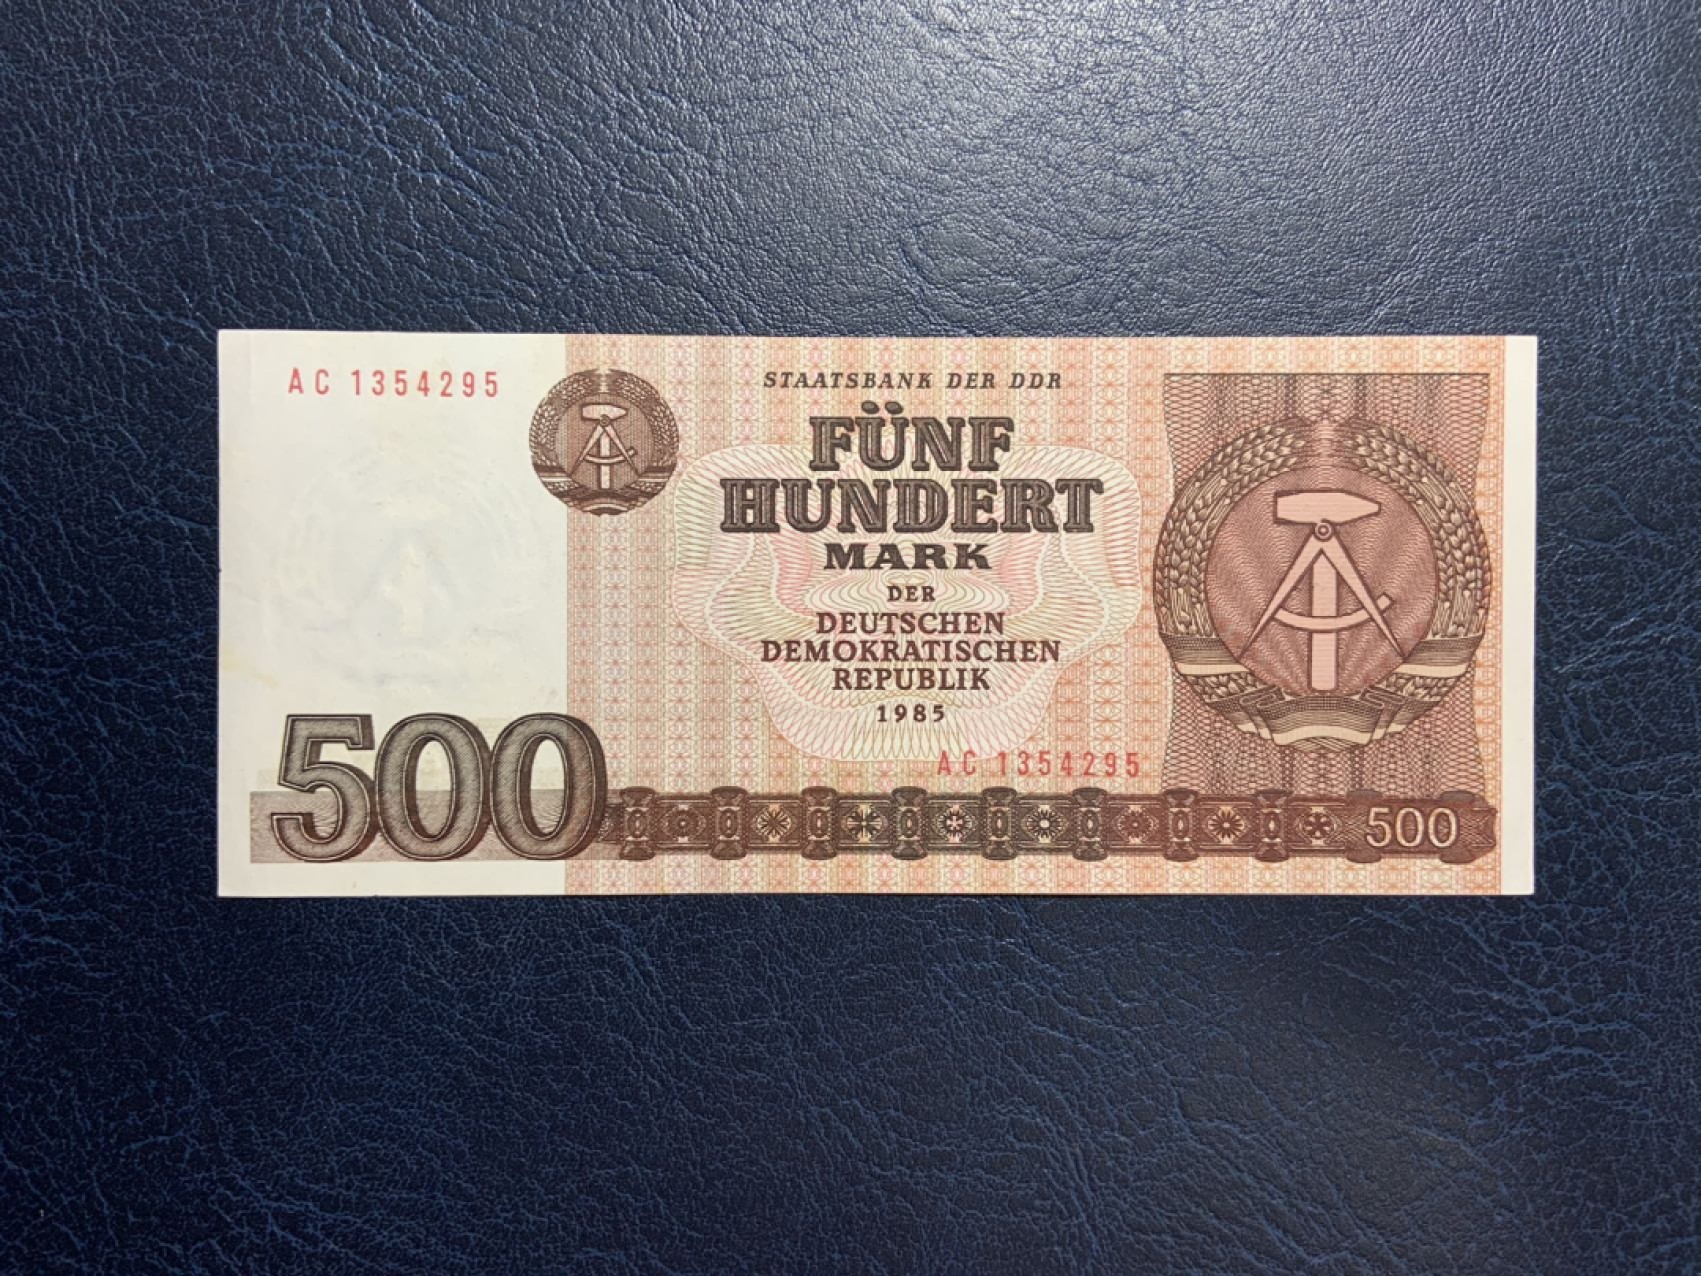 AC 1354295
STAATSBANK DER DDR
FÜNF
HUNDERT
MARK
DER
DEUTSCHEN
DEMOKRATISCHEN
REPUBLIK
1985
AC 1354295
500
500